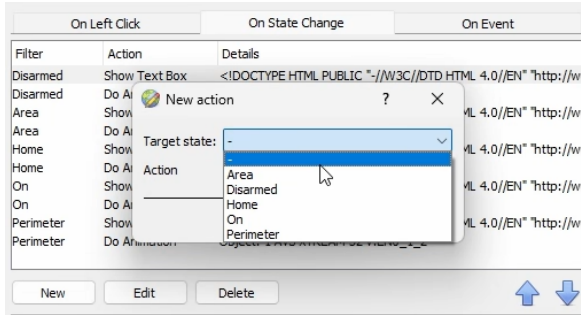 On Left Click On State Change On Event
Filter Action Details
Disarmed Show Text Box <!DOCTYPE HTML PUBLIC "-//W3C//DTD HTML 4.0//EN" "http://w
Disarmed Do A
New action ? ×
Area Show ML 4.0//EN" "http://w
Area Do A
Target state: -
Home Show ML 4.0//EN" "http://w
-
Home Do A
Action Area
On Show Disarmed ML 4.0//EN" "http://w
On Do A Home
On
Perimeter Show ML 4.0//EN" "http://w
Perimeter
Perimeter Do Animation
New Edit Delete